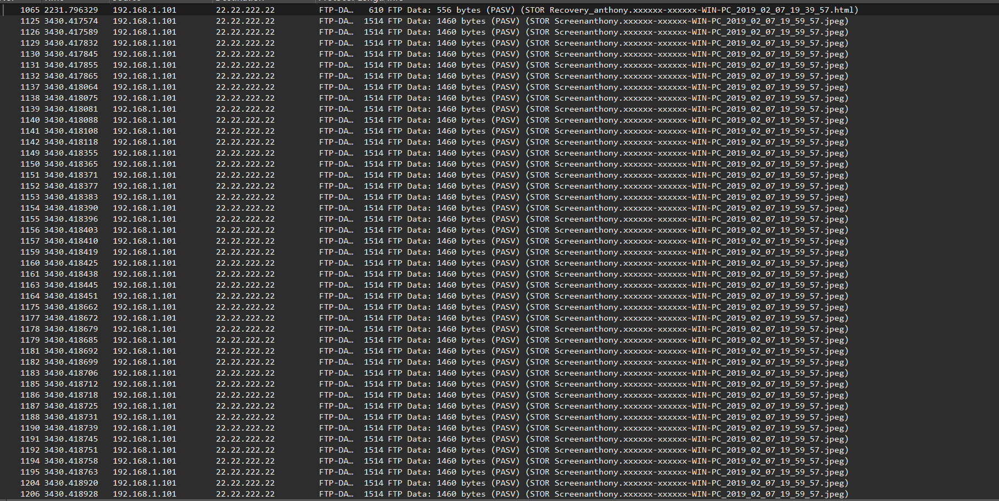 1065 2231.796329 192.168.1.101 22.22.222.22 FTP-DA… 610 FTP Data: 556 bytes (PASV) (STOR Recovery_anthony.xxxxxx-xxxxxx-WIN-PC_2019_02_07_19_39_57.html)
1125 3430.417574 192.168.1.101 22.22.222.22 FTP-DA… 1514 FTP Data: 1460 bytes (PASV) (STOR Screenanthony.xxxxxx-xxxxxx-WIN-PC_2019_02_07_19_59_57.jpeg)
1126 3430.417589 192.168.1.101 22.22.222.22 FTP-DA… 1514 FTP Data: 1460 bytes (PASV) (STOR Screenanthony.xxxxxx-xxxxxx-WIN-PC_2019_02_07_19_59_57.jpeg)
1129 3430.417832 192.168.1.101 22.22.222.22 FTP-DA… 1514 FTP Data: 1460 bytes (PASV) (STOR Screenanthony.xxxxxx-xxxxxx-WIN-PC_2019_02_07_19_59_57.jpeg)
1130 3430.417845 192.168.1.101 22.22.222.22 FTP-DA… 1514 FTP Data: 1460 bytes (PASV) (STOR Screenanthony.xxxxxx-xxxxxx-WIN-PC_2019_02_07_19_59_57.jpeg)
1131 3430.417855 192.168.1.101 22.22.222.22 FTP-DA… 1514 FTP Data: 1460 bytes (PASV) (STOR Screenanthony.xxxxxx-xxxxxx-WIN-PC_2019_02_07_19_59_57.jpeg)
1132 3430.417865 192.168.1.101 22.22.222.22 FTP-DA… 1514 FTP Data: 1460 bytes (PASV) (STOR Screenanthony.xxxxxx-xxxxxx-WIN-PC_2019_02_07_19_59_57.jpeg)
1137 3430.418064 192.168.1.101 22.22.222.22 FTP-DA… 1514 FTP Data: 1460 bytes (PASV) (STOR Screenanthony.xxxxxx-xxxxxx-WIN-PC_2019_02_07_19_59_57.jpeg)
1138 3430.418075 192.168.1.101 22.22.222.22 FTP-DA… 1514 FTP Data: 1460 bytes (PASV) (STOR Screenanthony.xxxxxx-xxxxxx-WIN-PC_2019_02_07_19_59_57.jpeg)
1139 3430.418081 192.168.1.101 22.22.222.22 FTP-DA… 1514 FTP Data: 1460 bytes (PASV) (STOR Screenanthony.xxxxxx-xxxxxx-WIN-PC_2019_02_07_19_59_57.jpeg)
1140 3430.418088 192.168.1.101 22.22.222.22 FTP-DA… 1514 FTP Data: 1460 bytes (PASV) (STOR Screenanthony.xxxxxx-xxxxxx-WIN-PC_2019_02_07_19_59_57.jpeg)
1141 3430.418108 192.168.1.101 22.22.222.22 FTP-DA… 1514 FTP Data: 1460 bytes (PASV) (STOR Screenanthony.xxxxxx-xxxxxx-WIN-PC_2019_02_07_19_59_57.jpeg)
1142 3430.418118 192.168.1.101 22.22.222.22 FTP-DA… 1514 FTP Data: 1460 bytes (PASV) (STOR Screenanthony.xxxxxx-xxxxxx-WIN-PC_2019_02_07_19_59_57.jpeg)
1149 3430.418355 192.168.1.101 22.22.222.22 FTP-DA… 1514 FTP Data: 1460 bytes (PASV) (STOR Screenanthony.xxxxxx-xxxxxx-WIN-PC_2019_02_07_19_59_57.jpeg)
1150 3430.418365 192.168.1.101 22.22.222.22 FTP-DA… 1514 FTP Data: 1460 bytes (PASV) (STOR Screenanthony.xxxxxx-xxxxxx-WIN-PC_2019_02_07_19_59_57.jpeg)
1151 3430.418371 192.168.1.101 22.22.222.22 FTP-DA… 1514 FTP Data: 1460 bytes (PASV) (STOR Screenanthony.xxxxxx-xxxxxx-WIN-PC_2019_02_07_19_59_57.jpeg)
1152 3430.418377 192.168.1.101 22.22.222.22 FTP-DA… 1514 FTP Data: 1460 bytes (PASV) (STOR Screenanthony.xxxxxx-xxxxxx-WIN-PC_2019_02_07_19_59_57.jpeg)
1153 3430.418383 192.168.1.101 22.22.222.22 FTP-DA… 1514 FTP Data: 1460 bytes (PASV) (STOR Screenanthony.xxxxxx-xxxxxx-WIN-PC_2019_02_07_19_59_57.jpeg)
1154 3430.418390 192.168.1.101 22.22.222.22 FTP-DA… 1514 FTP Data: 1460 bytes (PASV) (STOR Screenanthony.xxxxxx-xxxxxx-WIN-PC_2019_02_07_19_59_57.jpeg)
1155 3430.418396 192.168.1.101 22.22.222.22 FTP-DA… 1514 FTP Data: 1460 bytes (PASV) (STOR Screenanthony.xxxxxx-xxxxxx-WIN-PC_2019_02_07_19_59_57.jpeg)
1156 3430.418403 192.168.1.101 22.22.222.22 FTP-DA… 1514 FTP Data: 1460 bytes (PASV) (STOR Screenanthony.xxxxxx-xxxxxx-WIN-PC_2019_02_07_19_59_57.jpeg)
1157 3430.418410 192.168.1.101 22.22.222.22 FTP-DA… 1514 FTP Data: 1460 bytes (PASV) (STOR Screenanthony.xxxxxx-xxxxxx-WIN-PC_2019_02_07_19_59_57.jpeg)
1159 3430.418419 192.168.1.101 22.22.222.22 FTP-DA… 1514 FTP Data: 1460 bytes (PASV) (STOR Screenanthony.xxxxxx-xxxxxx-WIN-PC_2019_02_07_19_59_57.jpeg)
1160 3430.418425 192.168.1.101 22.22.222.22 FTP-DA… 1514 FTP Data: 1460 bytes (PASV) (STOR Screenanthony.xxxxxx-xxxxxx-WIN-PC_2019_02_07_19_59_57.jpeg)
1161 3430.418438 192.168.1.101 22.22.222.22 FTP-DA… 1514 FTP Data: 1460 bytes (PASV) (STOR Screenanthony.xxxxxx-xxxxxx-WIN-PC_2019_02_07_19_59_57.jpeg)
1163 3430.418445 192.168.1.101 22.22.222.22 FTP-DA… 1514 FTP Data: 1460 bytes (PASV) (STOR Screenanthony.xxxxxx-xxxxxx-WIN-PC_2019_02_07_19_59_57.jpeg)
1164 3430.418451 192.168.1.101 22.22.222.22 FTP-DA… 1514 FTP Data: 1460 bytes (PASV) (STOR Screenanthony.xxxxxx-xxxxxx-WIN-PC_2019_02_07_19_59_57.jpeg)
1175 3430.418662 192.168.1.101 22.22.222.22 FTP-DA… 1514 FTP Data: 1460 bytes (PASV) (STOR Screenanthony.xxxxxx-xxxxxx-WIN-PC_2019_02_07_19_59_57.jpeg)
1177 3430.418672 192.168.1.101 22.22.222.22 FTP-DA… 1514 FTP Data: 1460 bytes (PASV) (STOR Screenanthony.xxxxxx-xxxxxx-WIN-PC_2019_02_07_19_59_57.jpeg)
1178 3430.418679 192.168.1.101 22.22.222.22 FTP-DA… 1514 FTP Data: 1460 bytes (PASV) (STOR Screenanthony.xxxxxx-xxxxxx-WIN-PC_2019_02_07_19_59_57.jpeg)
1179 3430.418685 192.168.1.101 22.22.222.22 FTP-DA… 1514 FTP Data: 1460 bytes (PASV) (STOR Screenanthony.xxxxxx-xxxxxx-WIN-PC_2019_02_07_19_59_57.jpeg)
1181 3430.418692 192.168.1.101 22.22.222.22 FTP-DA… 1514 FTP Data: 1460 bytes (PASV) (STOR Screenanthony.xxxxxx-xxxxxx-WIN-PC_2019_02_07_19_59_57.jpeg)
1182 3430.418699 192.168.1.101 22.22.222.22 FTP-DA… 1514 FTP Data: 1460 bytes (PASV) (STOR Screenanthony.xxxxxx-xxxxxx-WIN-PC_2019_02_07_19_59_57.jpeg)
1183 3430.418706 192.168.1.101 22.22.222.22 FTP-DA… 1514 FTP Data: 1460 bytes (PASV) (STOR Screenanthony.xxxxxx-xxxxxx-WIN-PC_2019_02_07_19_59_57.jpeg)
1185 3430.418712 192.168.1.101 22.22.222.22 FTP-DA… 1514 FTP Data: 1460 bytes (PASV) (STOR Screenanthony.xxxxxx-xxxxxx-WIN-PC_2019_02_07_19_59_57.jpeg)
1186 3430.418718 192.168.1.101 22.22.222.22 FTP-DA… 1514 FTP Data: 1460 bytes (PASV) (STOR Screenanthony.xxxxxx-xxxxxx-WIN-PC_2019_02_07_19_59_57.jpeg)
1187 3430.418725 192.168.1.101 22.22.222.22 FTP-DA… 1514 FTP Data: 1460 bytes (PASV) (STOR Screenanthony.xxxxxx-xxxxxx-WIN-PC_2019_02_07_19_59_57.jpeg)
1188 3430.418731 192.168.1.101 22.22.222.22 FTP-DA… 1514 FTP Data: 1460 bytes (PASV) (STOR Screenanthony.xxxxxx-xxxxxx-WIN-PC_2019_02_07_19_59_57.jpeg)
1190 3430.418739 192.168.1.101 22.22.222.22 FTP-DA… 1514 FTP Data: 1460 bytes (PASV) (STOR Screenanthony.xxxxxx-xxxxxx-WIN-PC_2019_02_07_19_59_57.jpeg)
1191 3430.418745 192.168.1.101 22.22.222.22 FTP-DA… 1514 FTP Data: 1460 bytes (PASV) (STOR Screenanthony.xxxxxx-xxxxxx-WIN-PC_2019_02_07_19_59_57.jpeg)
1192 3430.418751 192.168.1.101 22.22.222.22 FTP-DA… 1514 FTP Data: 1460 bytes (PASV) (STOR Screenanthony.xxxxxx-xxxxxx-WIN-PC_2019_02_07_19_59_57.jpeg)
1194 3430.418758 192.168.1.101 22.22.222.22 FTP-DA… 1514 FTP Data: 1460 bytes (PASV) (STOR Screenanthony.xxxxxx-xxxxxx-WIN-PC_2019_02_07_19_59_57.jpeg)
1195 3430.418763 192.168.1.101 22.22.222.22 FTP-DA… 1514 FTP Data: 1460 bytes (PASV) (STOR Screenanthony.xxxxxx-xxxxxx-WIN-PC_2019_02_07_19_59_57.jpeg)
1204 3430.418920 192.168.1.101 22.22.222.22 FTP-DA… 1514 FTP Data: 1460 bytes (PASV) (STOR Screenanthony.xxxxxx-xxxxxx-WIN-PC_2019_02_07_19_59_57.jpeg)
1206 3430.418928 192.168.1.101 22.22.222.22 FTP-DA… 1514 FTP Data: 1460 bytes (PASV) (STOR Screenanthony.xxxxxx-xxxxxx-WIN-PC_2019_02_07_19_59_57.jpeg)